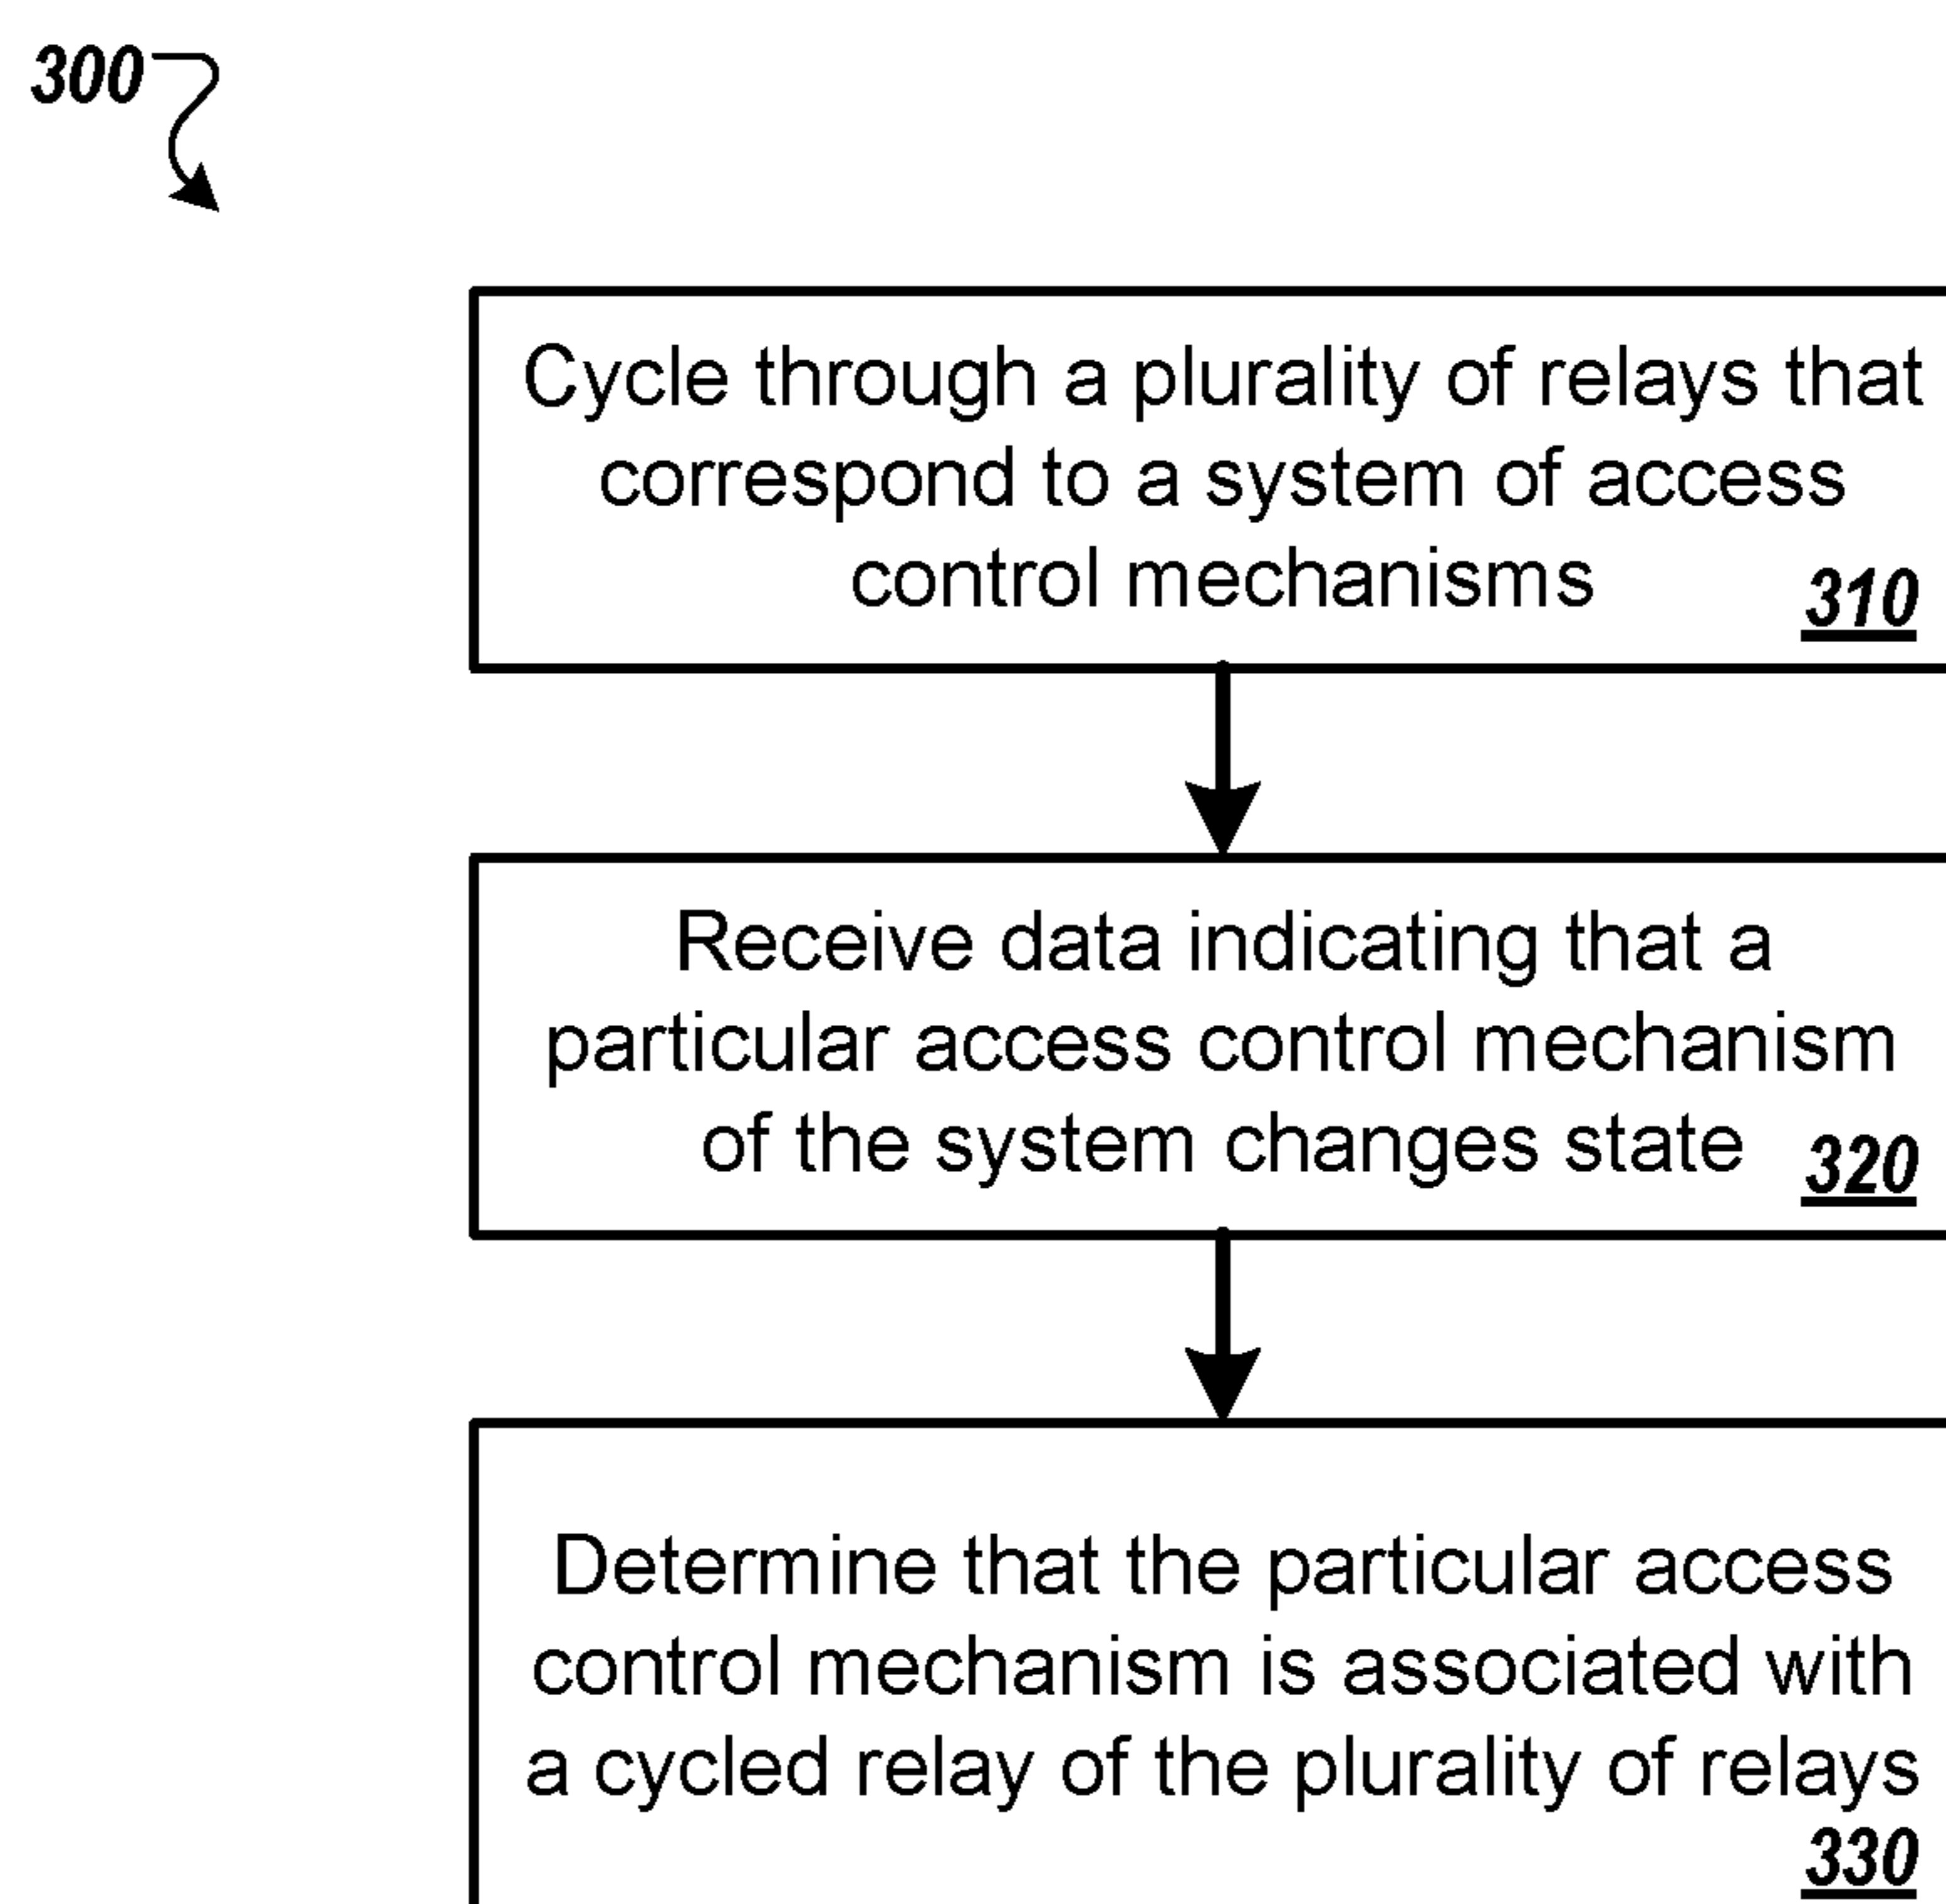 300
Cycle through a plurality of relays that
correspond to a system of access
control mechanisms
310
Receive data indicating that a
particular access control mechanism
of the system changes state
320
Determine that the particular access
control mechanism is associated with
a cycled relay of the plurality of relays
330